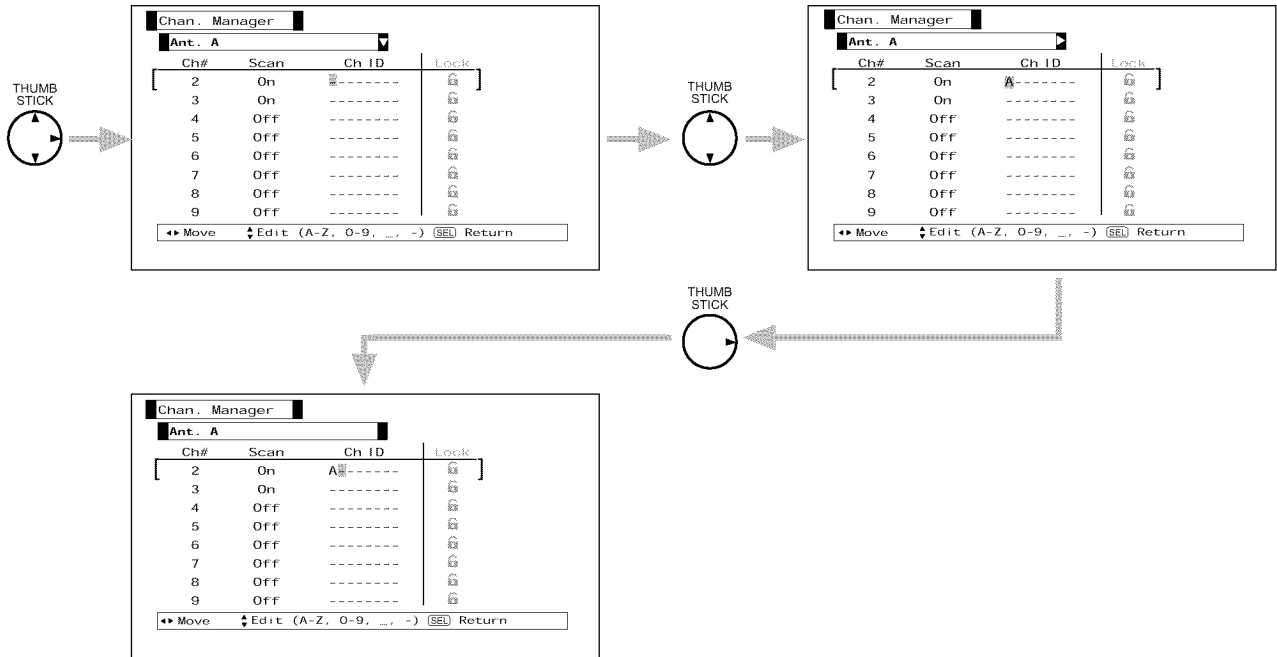 THUMB
STICK
Chan. Manager
Ant. A
Ch# Scan Ch ID Lock
2 On --------
3 On --------
4 Off --------
5 Off --------
6 Off --------
7 Off --------
8 Off --------
9 Off --------
Move Edit (A-Z, 0-9, _, -) SEL Return
THUMB
STICK
Chan. Manager
Ant. A
Ch# Scan Ch ID Lock
2 On A-------
3 On --------
4 Off --------
5 Off --------
6 Off --------
7 Off --------
8 Off --------
9 Off --------
Move Edit (A-Z, 0-9, _, -) SEL Return
THUMB
STICK
Chan. Manager
Ant. A
Ch# Scan Ch ID Lock
2 On A-------
3 On --------
4 Off --------
5 Off --------
6 Off --------
7 Off --------
8 Off --------
9 Off --------
Move Edit (A-Z, 0-9, _, -) SEL Return